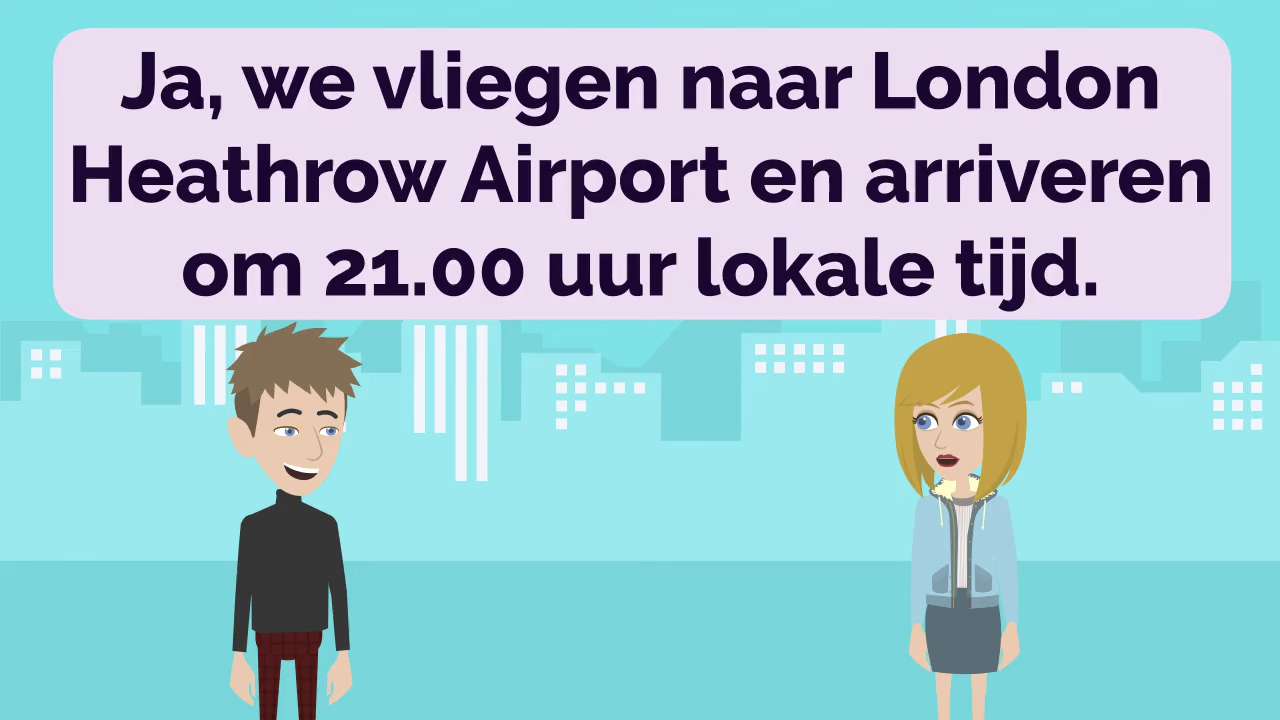 Ja, we vliegen naar London
Heathrow Airport en arriveren
om 21.00 uur lokale tijd.